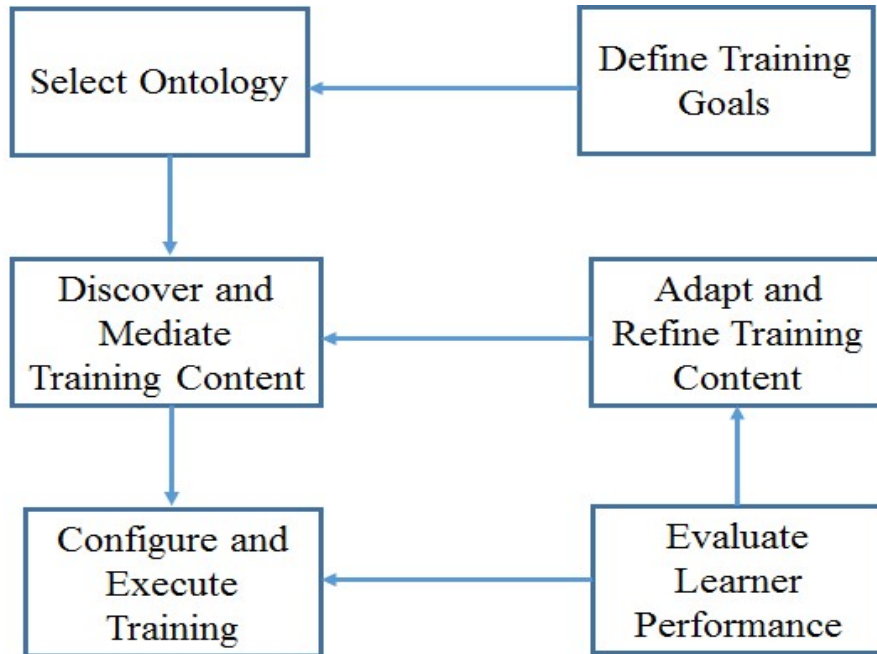 Select Ontology
Define Training
Goals
Discover and
Mediate
Training Content
Adapt and
Refine Training
Content
Configure and
Execute
Training
Evaluate
Learner
Performance